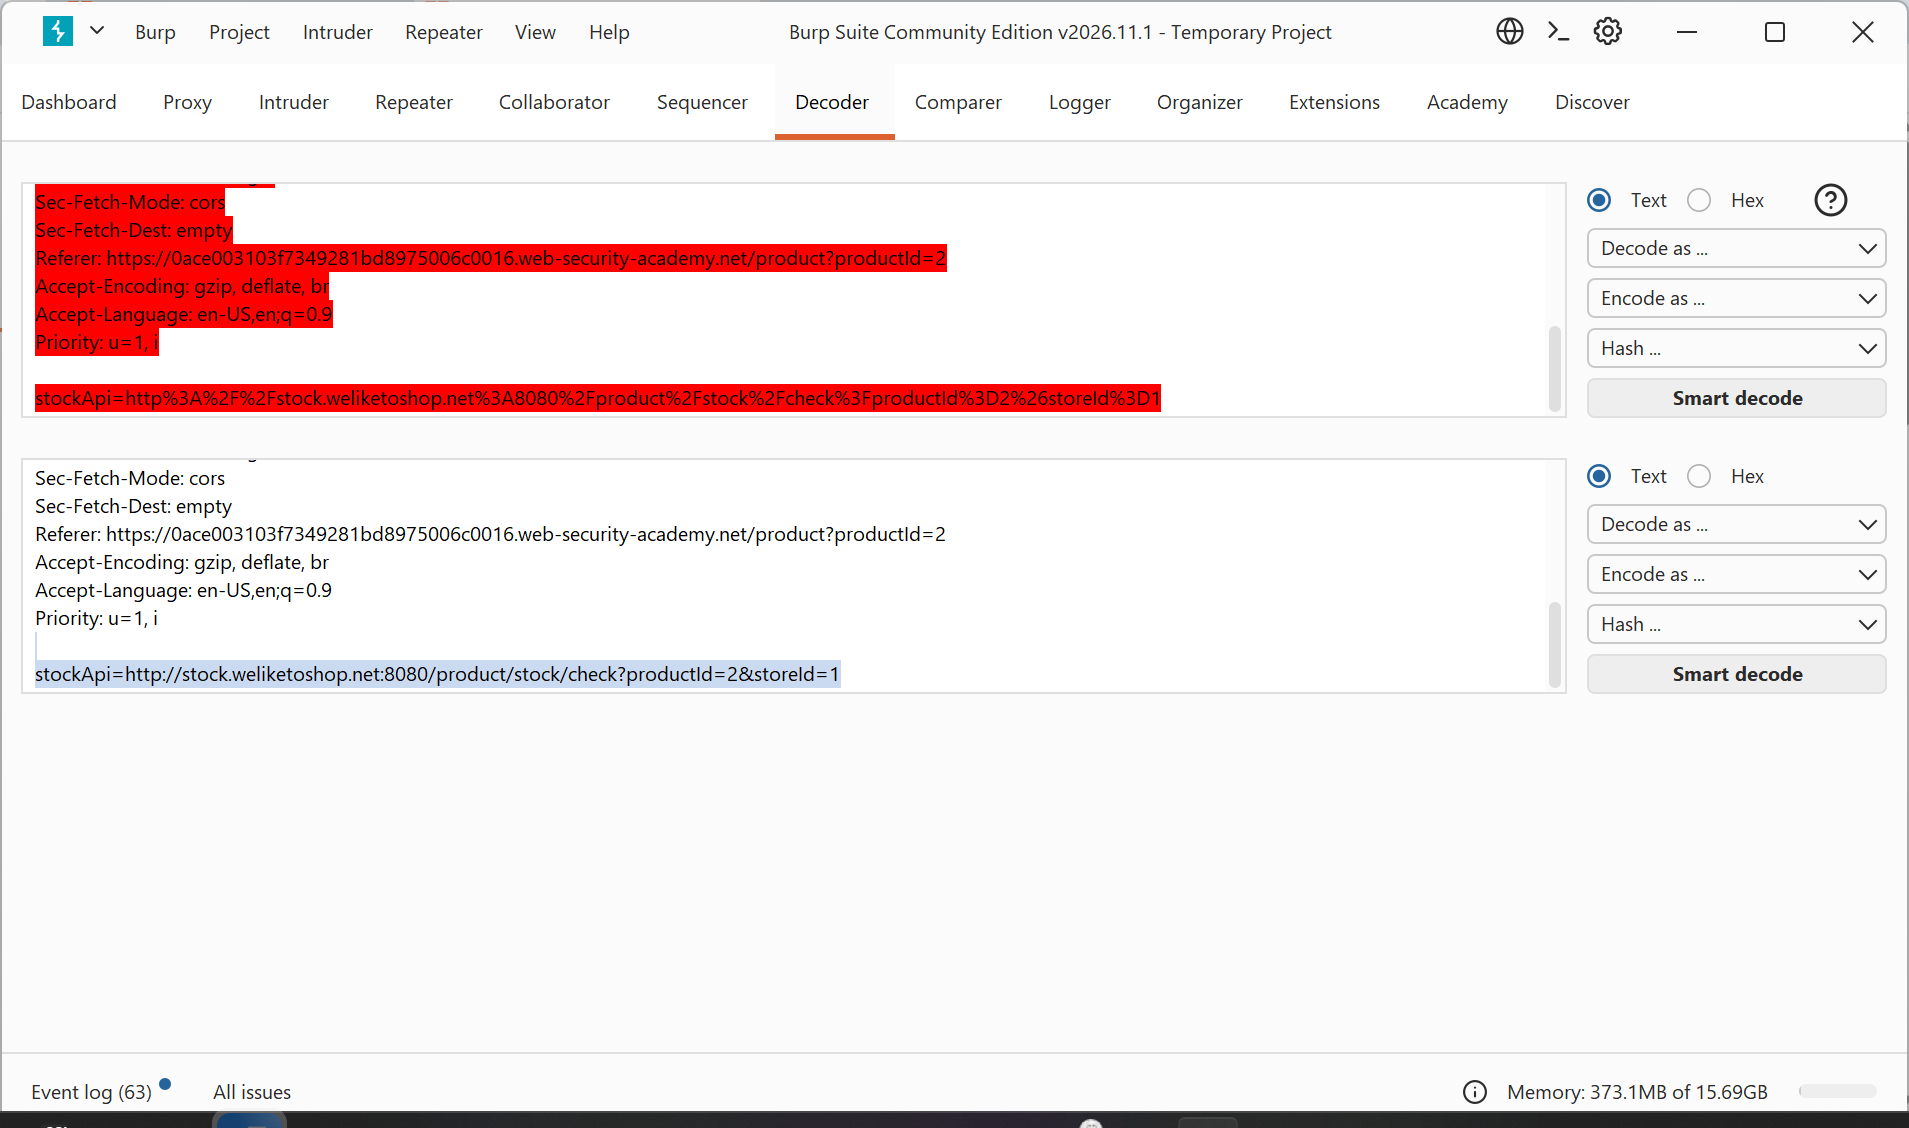 Burp Project Intruder Repeater View Help Burp Suite Community Edition v2026.11.1 - Temporary Project
Dashboard Proxy Intruder Repeater Collaborator Sequencer Decoder Comparer Logger Organizer Extensions Academy Discover
Sec-Fetch-Mode: cors
Sec-Fetch-Dest: empty
Referer: https://0ace003103f7349281bd8975006c0016.web-security-academy.net/product?productId=2
Accept-Encoding: gzip, deflate, br
Accept-Language: en-US,en;q=0.9
Priority: u=1, i
stockApi=http%3A%2F%2Fstock.weliketoshop.net%3A8080%2Fproduct%2Fstock%2Fcheck%3FproductId%3D2%26storeId%3D1
Text Hex
Decode as ...
Encode as ...
Hash ...
Smart decode
Sec-Fetch-Mode: cors
Sec-Fetch-Dest: empty
Referer: https://0ace003103f7349281bd8975006c0016.web-security-academy.net/product?productId=2
Accept-Encoding: gzip, deflate, br
Accept-Language: en-US,en;q=0.9
Priority: u=1, i
stockApi=http://stock.weliketoshop.net:8080/product/stock/check?productId=2&storeId=1
Text Hex
Decode as ...
Encode as ...
Hash ...
Smart decode
Event log (63) All issues Memory: 373.1MB of 15.69GB